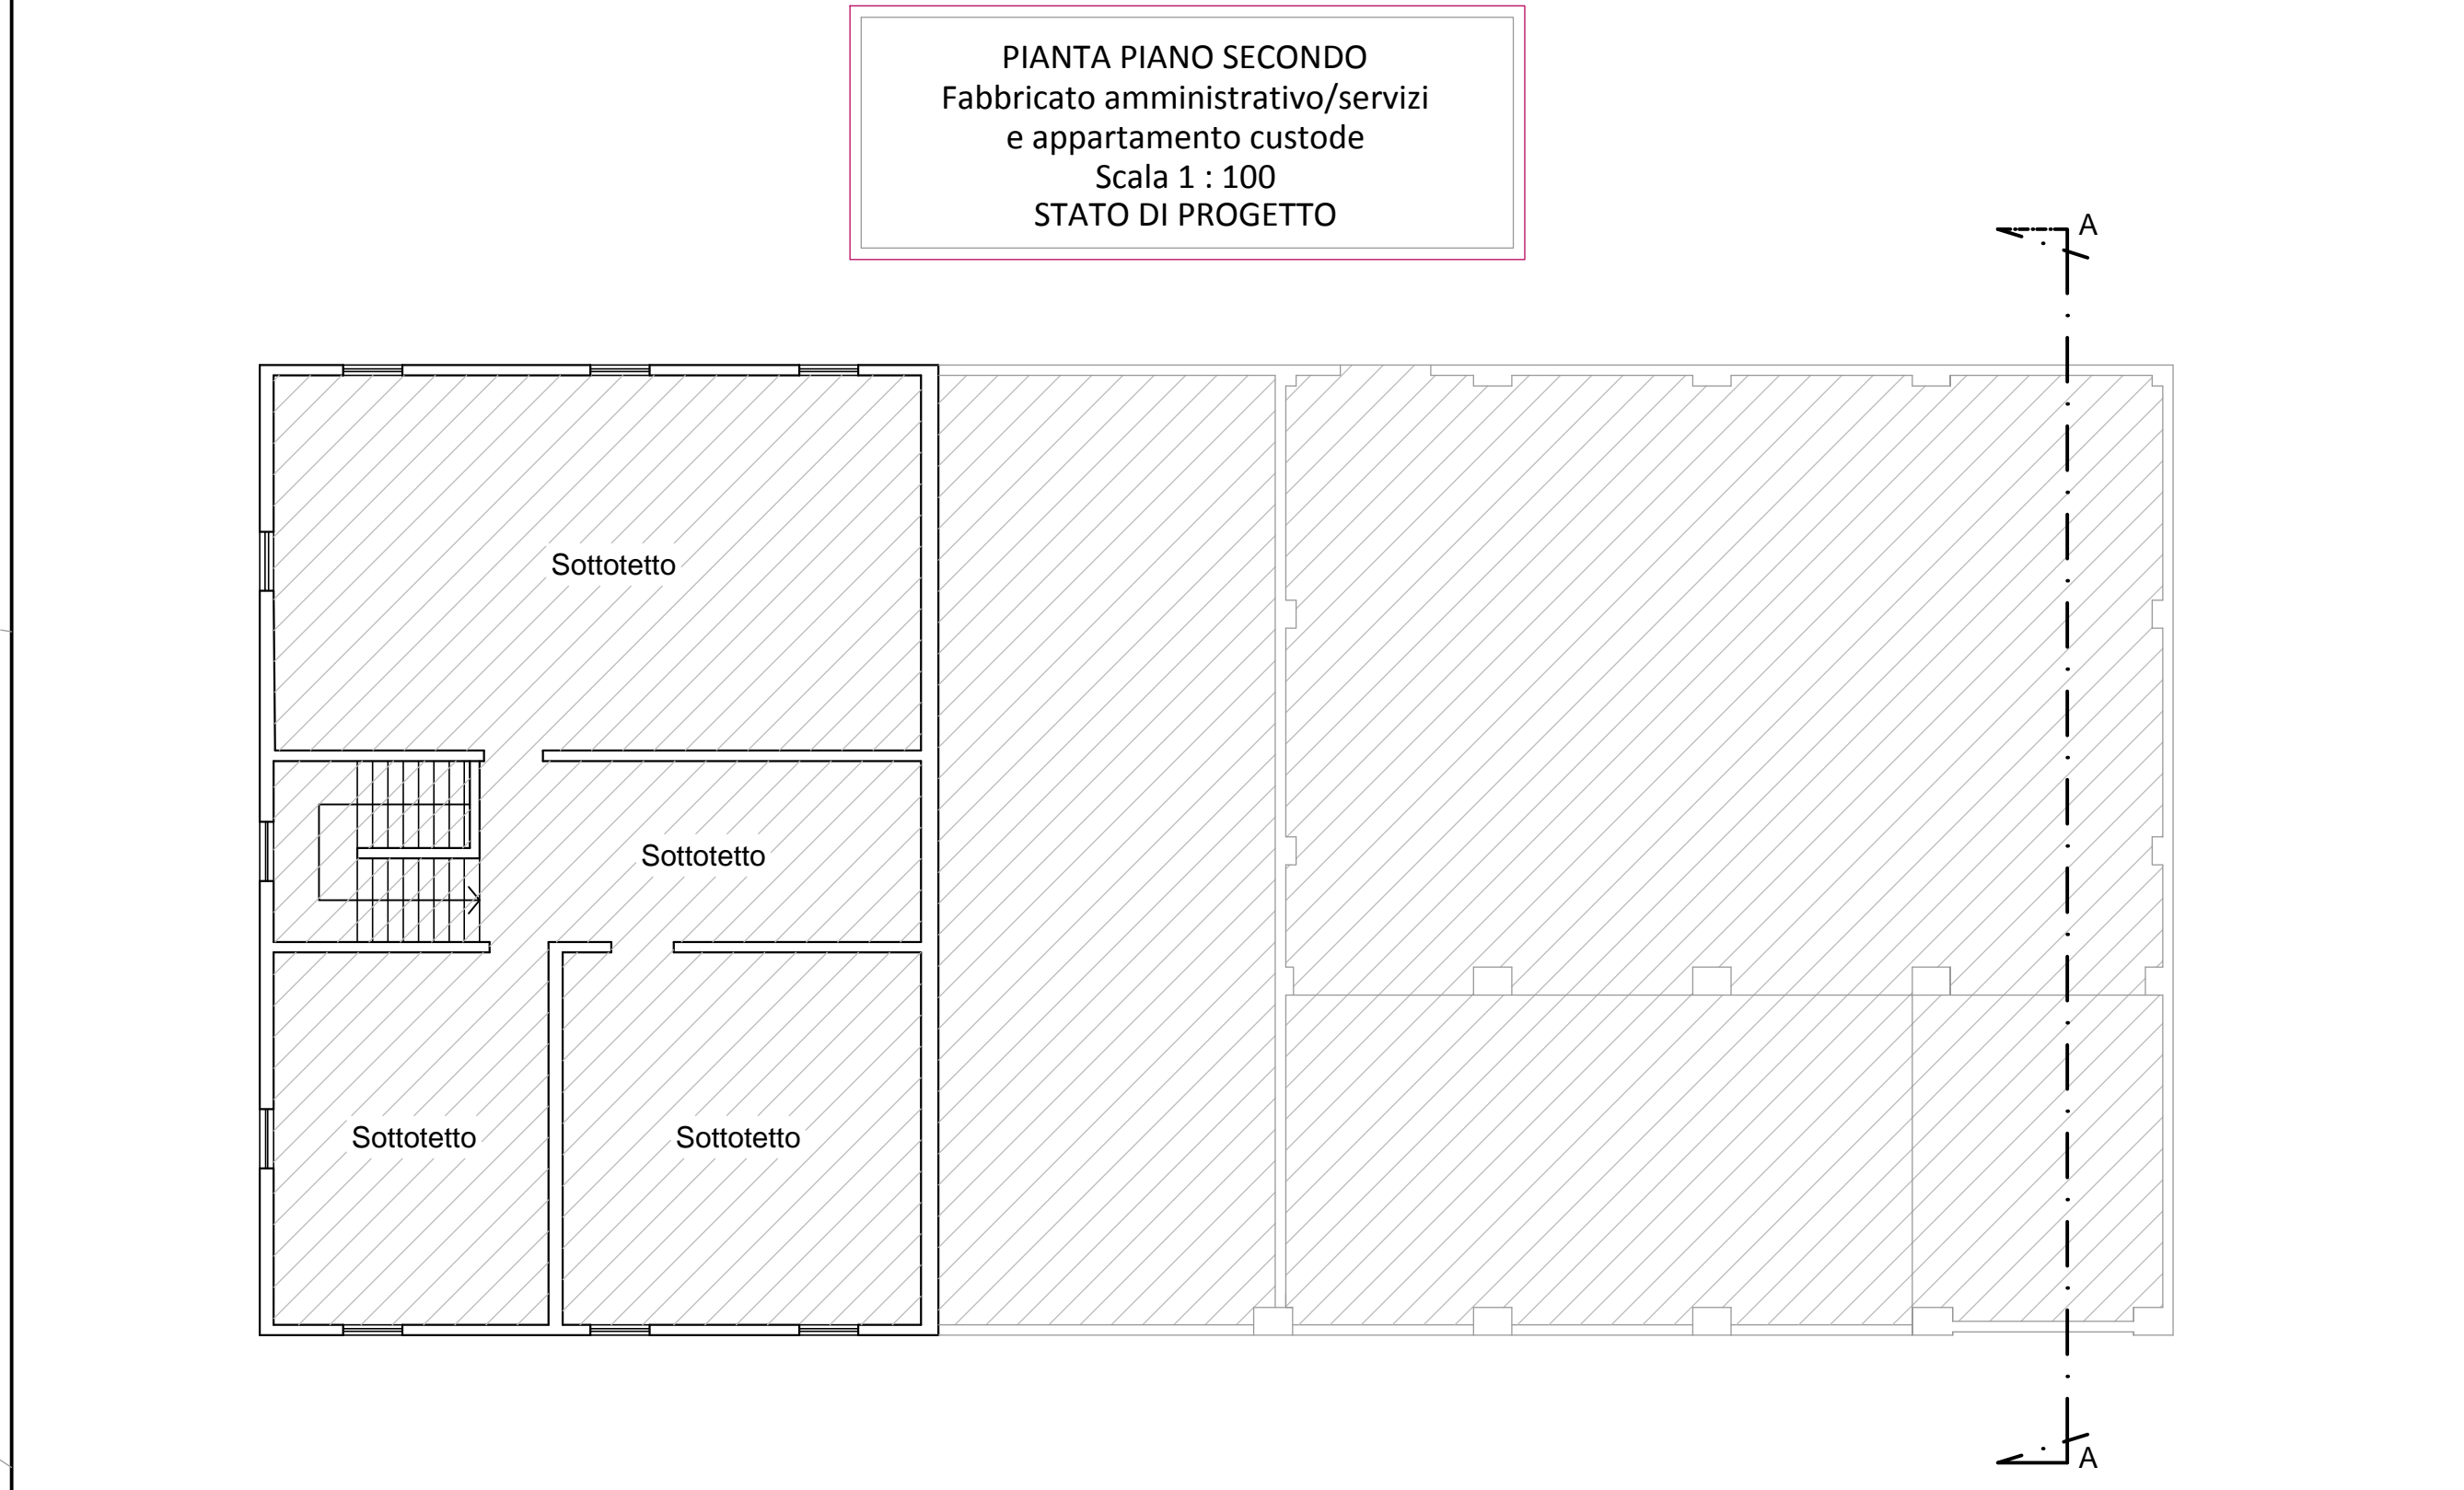 PIANTA PIANO SECONDO
Fabbricato amministrativo/servizi
e appartamento custode
Scala 1 : 100
STATO DI PROGETTO
A
Sottotetto
Sottotetto
Sottotetto
Sottotetto
A